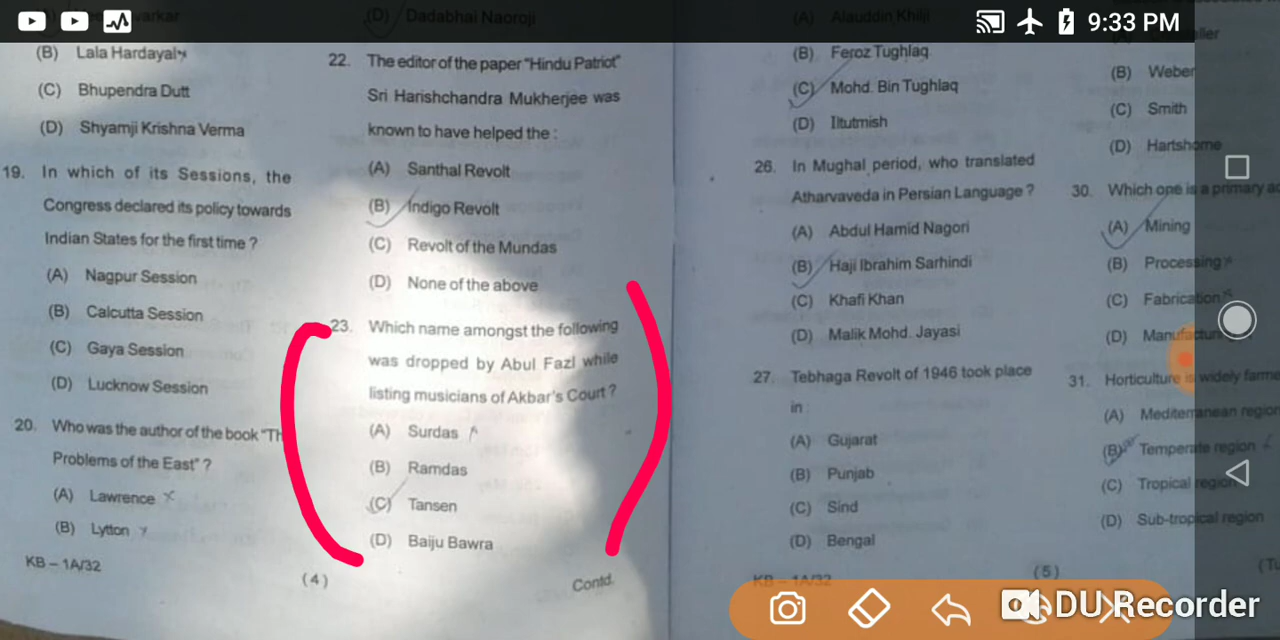 9:33 PM
varkar
(B) Lala Hardayal
(C) Bhupendra Dutt
(D) Shyamji Krishna Verma
19. In which of its Sessions, the
Congress declared its policy towards
Indian States for the first time ?
(A) Nagpur Session
(B) Calcutta Session
(C) Gaya Session
(D) Lucknow Session
20. Who was the author of the book "Th
Problems of the East" ?
(A) Lawrence
(B) Lytton
KB – 1A/32
(4)
(D) Dadabhai Naoroji
22. The editor of the paper "Hindu Patriot"
Sri Harishchandra Mukherjee was
known to have helped the :
(A) Santhal Revolt
(B) Indigo Revolt
(C) Revolt of the Mundas
(D) None of the above
23. Which name amongst the following
was dropped by Abul Fazl while
listing musicians of Akbar's Court ?
(A) Surdas
(B) Ramdas
(C) Tansen
(D) Baiju Bawra
Contd.
(A) Alauddin Khilji
(B) Feroz Tughlaq
(C) Mohd. Bin Tughlaq
(D) Iltutmish
26. In Mughal period, who translated
Atharvaveda in Persian Language ?
(A) Abdul Hamid Nagori
(B) Haji Ibrahim Sarhindi
(C) Khafi Khan
(D) Malik Mohd. Jayasi
27. Tebhaga Revolt of 1946 took place
in :
(A) Gujarat
(B) Punjab
(C) Sind
(D) Bengal
KB – 1A/32
(5)
(B) Weber
(C) Smith
(D) Hartshome
30. Which one is a primary a
(A) Mining
(B) Processing
(C) Fabrication
(D) Manufacturin
31. Horticulture is widely farme
(A) Mediterranean region
(B) Temperate region
(C) Tropical region
(D) Sub-tropical region
(Tu
DU Recorder